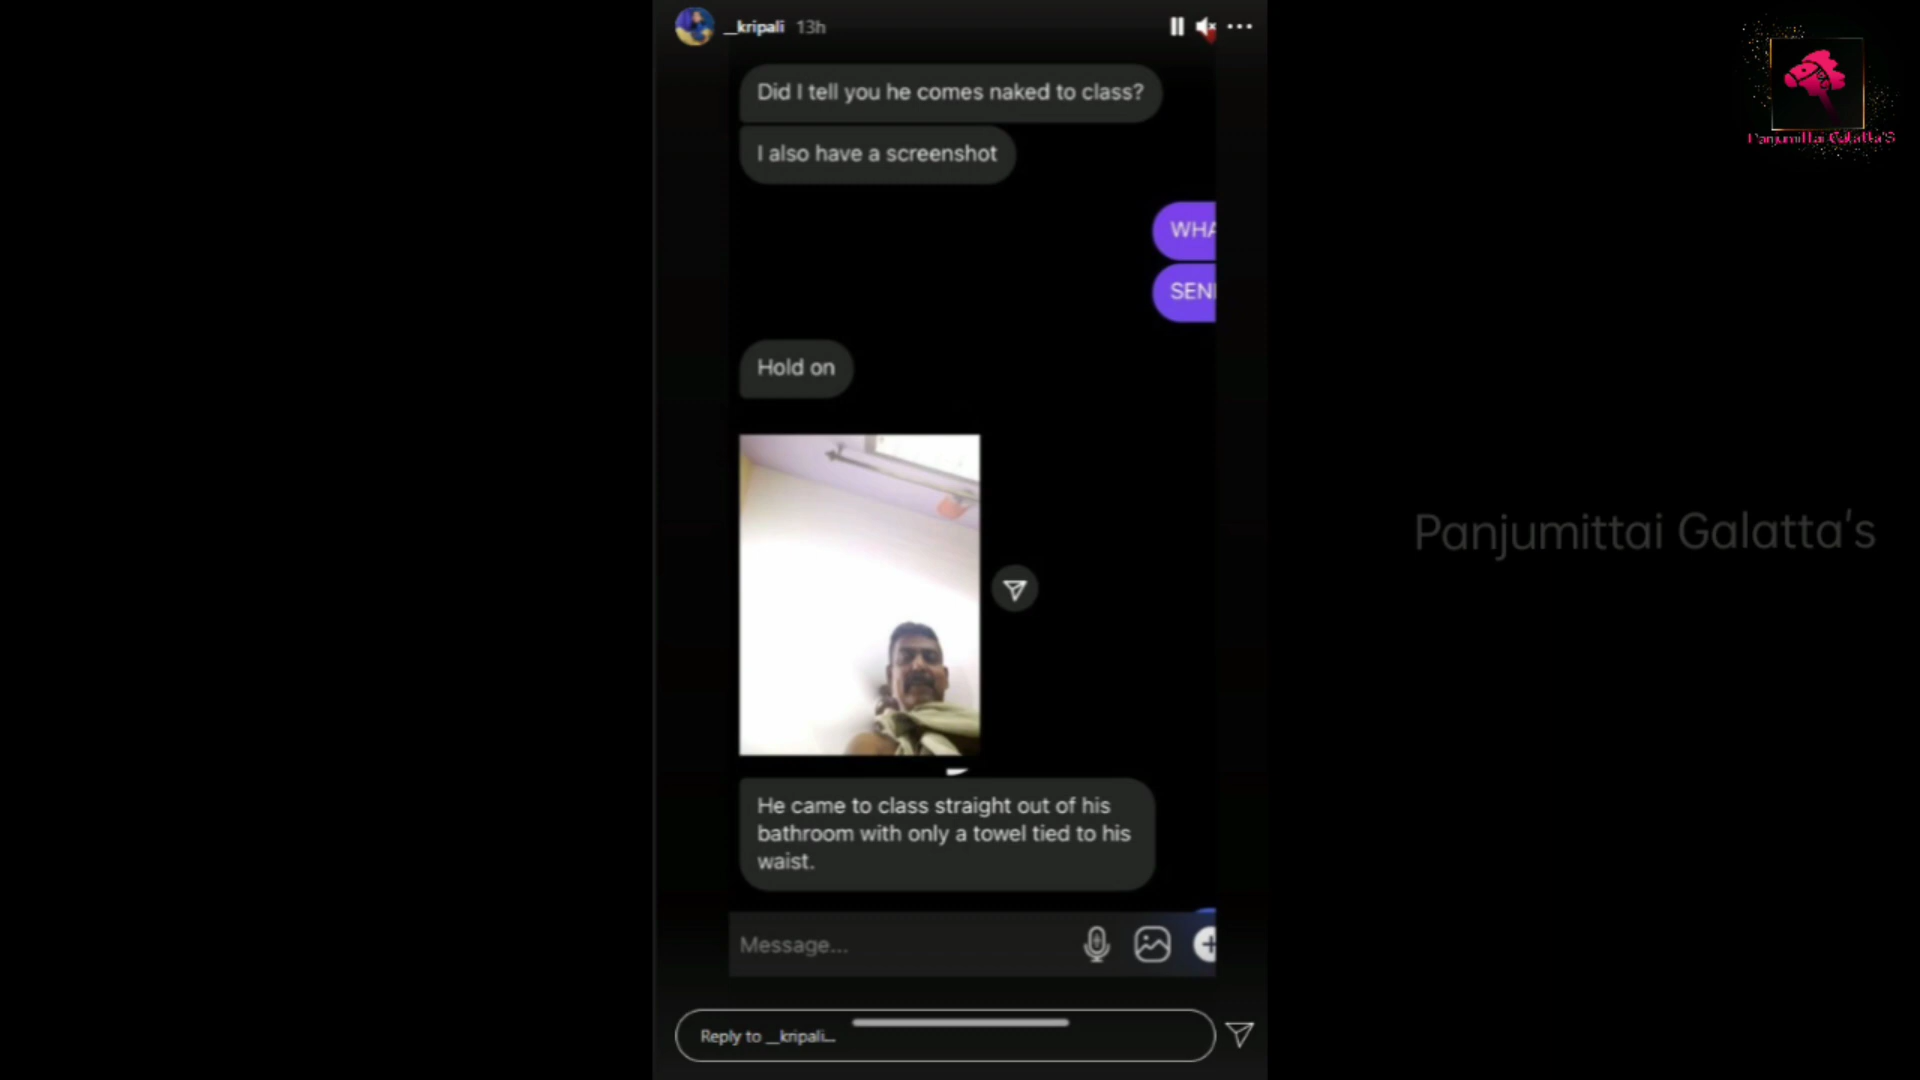 __kripali 13h
Did I tell you he comes naked to class?
I also have a screenshot
WHA
SEN
Hold on
He came to class straight out of his
bathroom with only a towel tied to his
waist.
Message...
Reply to __kripali...
Panjumittai Galatta'S
Panjumittai Galatta's